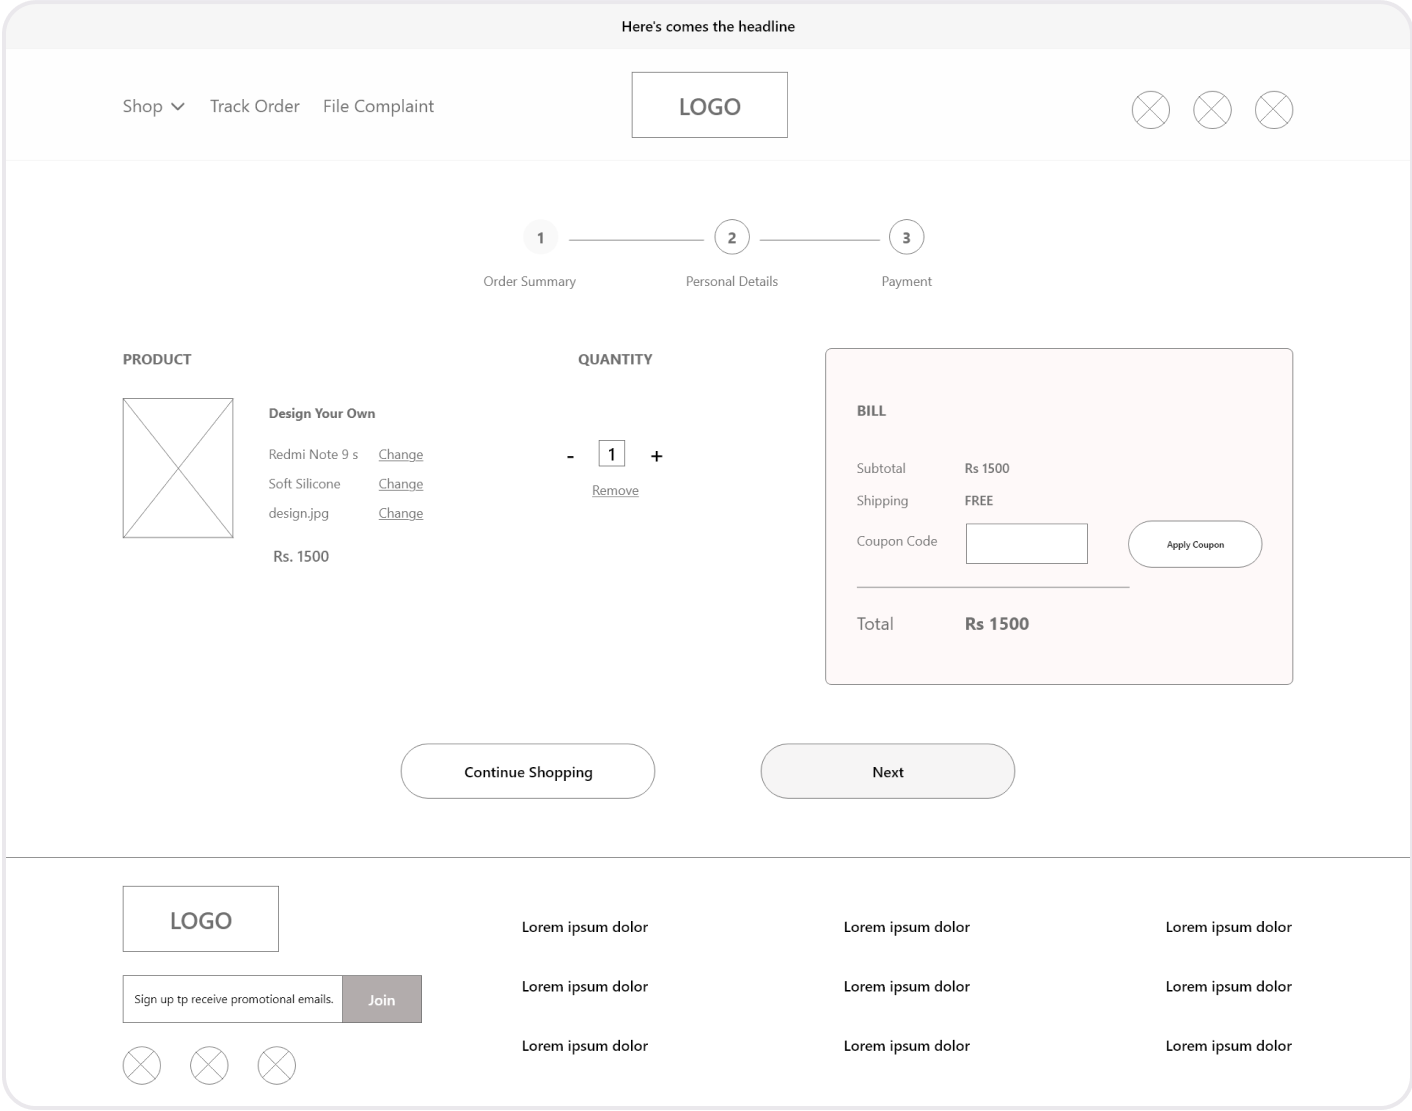 Here's comes the headline
Shop Track Order File Complaint
LOGO
1 2 3
Order Summary Personal Details Payment
PRODUCT
Design Your Own
Redmi Note 9 s Change
Soft Silicone Change
design.jpg Change
Rs. 1500
QUANTITY
- 1 +
Remove
BILL
Subtotal Rs 1500
Shipping FREE
Coupon Code Apply Coupon
Total Rs 1500
Continue Shopping Next
LOGO
Sign up tp receive promotional emails. Join
Lorem ipsum dolor Lorem ipsum dolor Lorem ipsum dolor
Lorem ipsum dolor Lorem ipsum dolor Lorem ipsum dolor
Lorem ipsum dolor Lorem ipsum dolor Lorem ipsum dolor